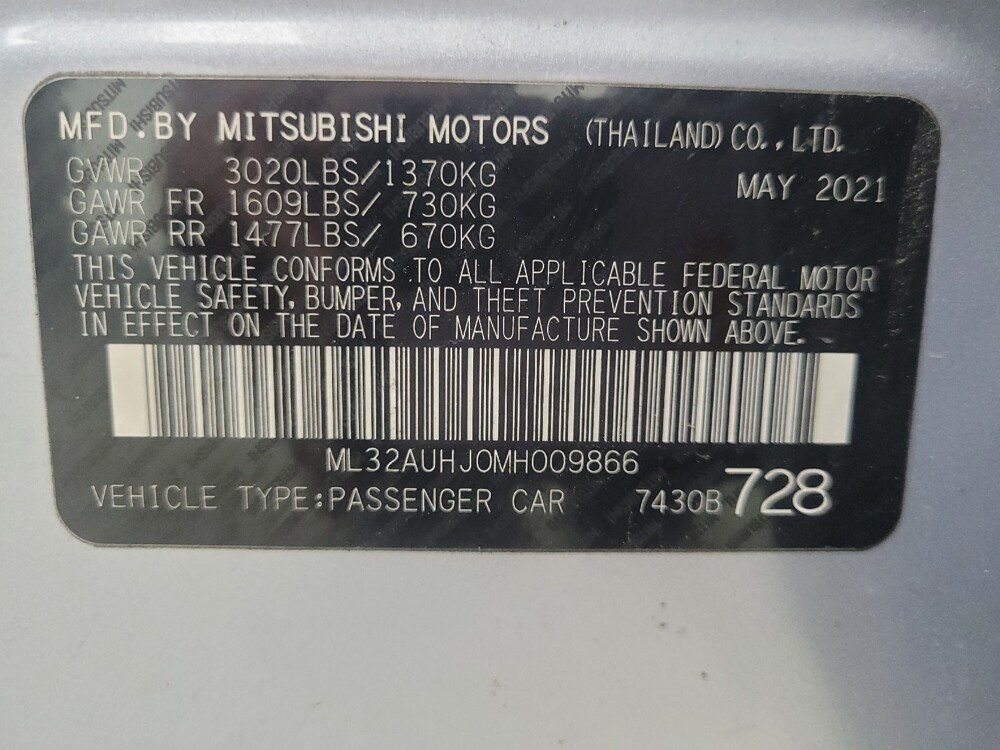 MFD.BY MITSUBISHI MOTORS (THAILAND) CO., LTD.
GVWR 3020LBS/1370KG MAY 2021
GAWR FR 1609LBS/ 730KG
GAWR RR 1477LBS/ 670KG
THIS VEHICLE CONFORMS TO ALL APPLICABLE FEDERAL MOTOR
VEHICLE SAFETY, BUMPER, AND THEFT PREVENTION STANDARDS
IN EFFECT ON THE DATE OF MANUFACTURE SHOWN ABOVE.
ML32AUHJ0MH009866
VEHICLE TYPE:PASSENGER CAR 7430B 728